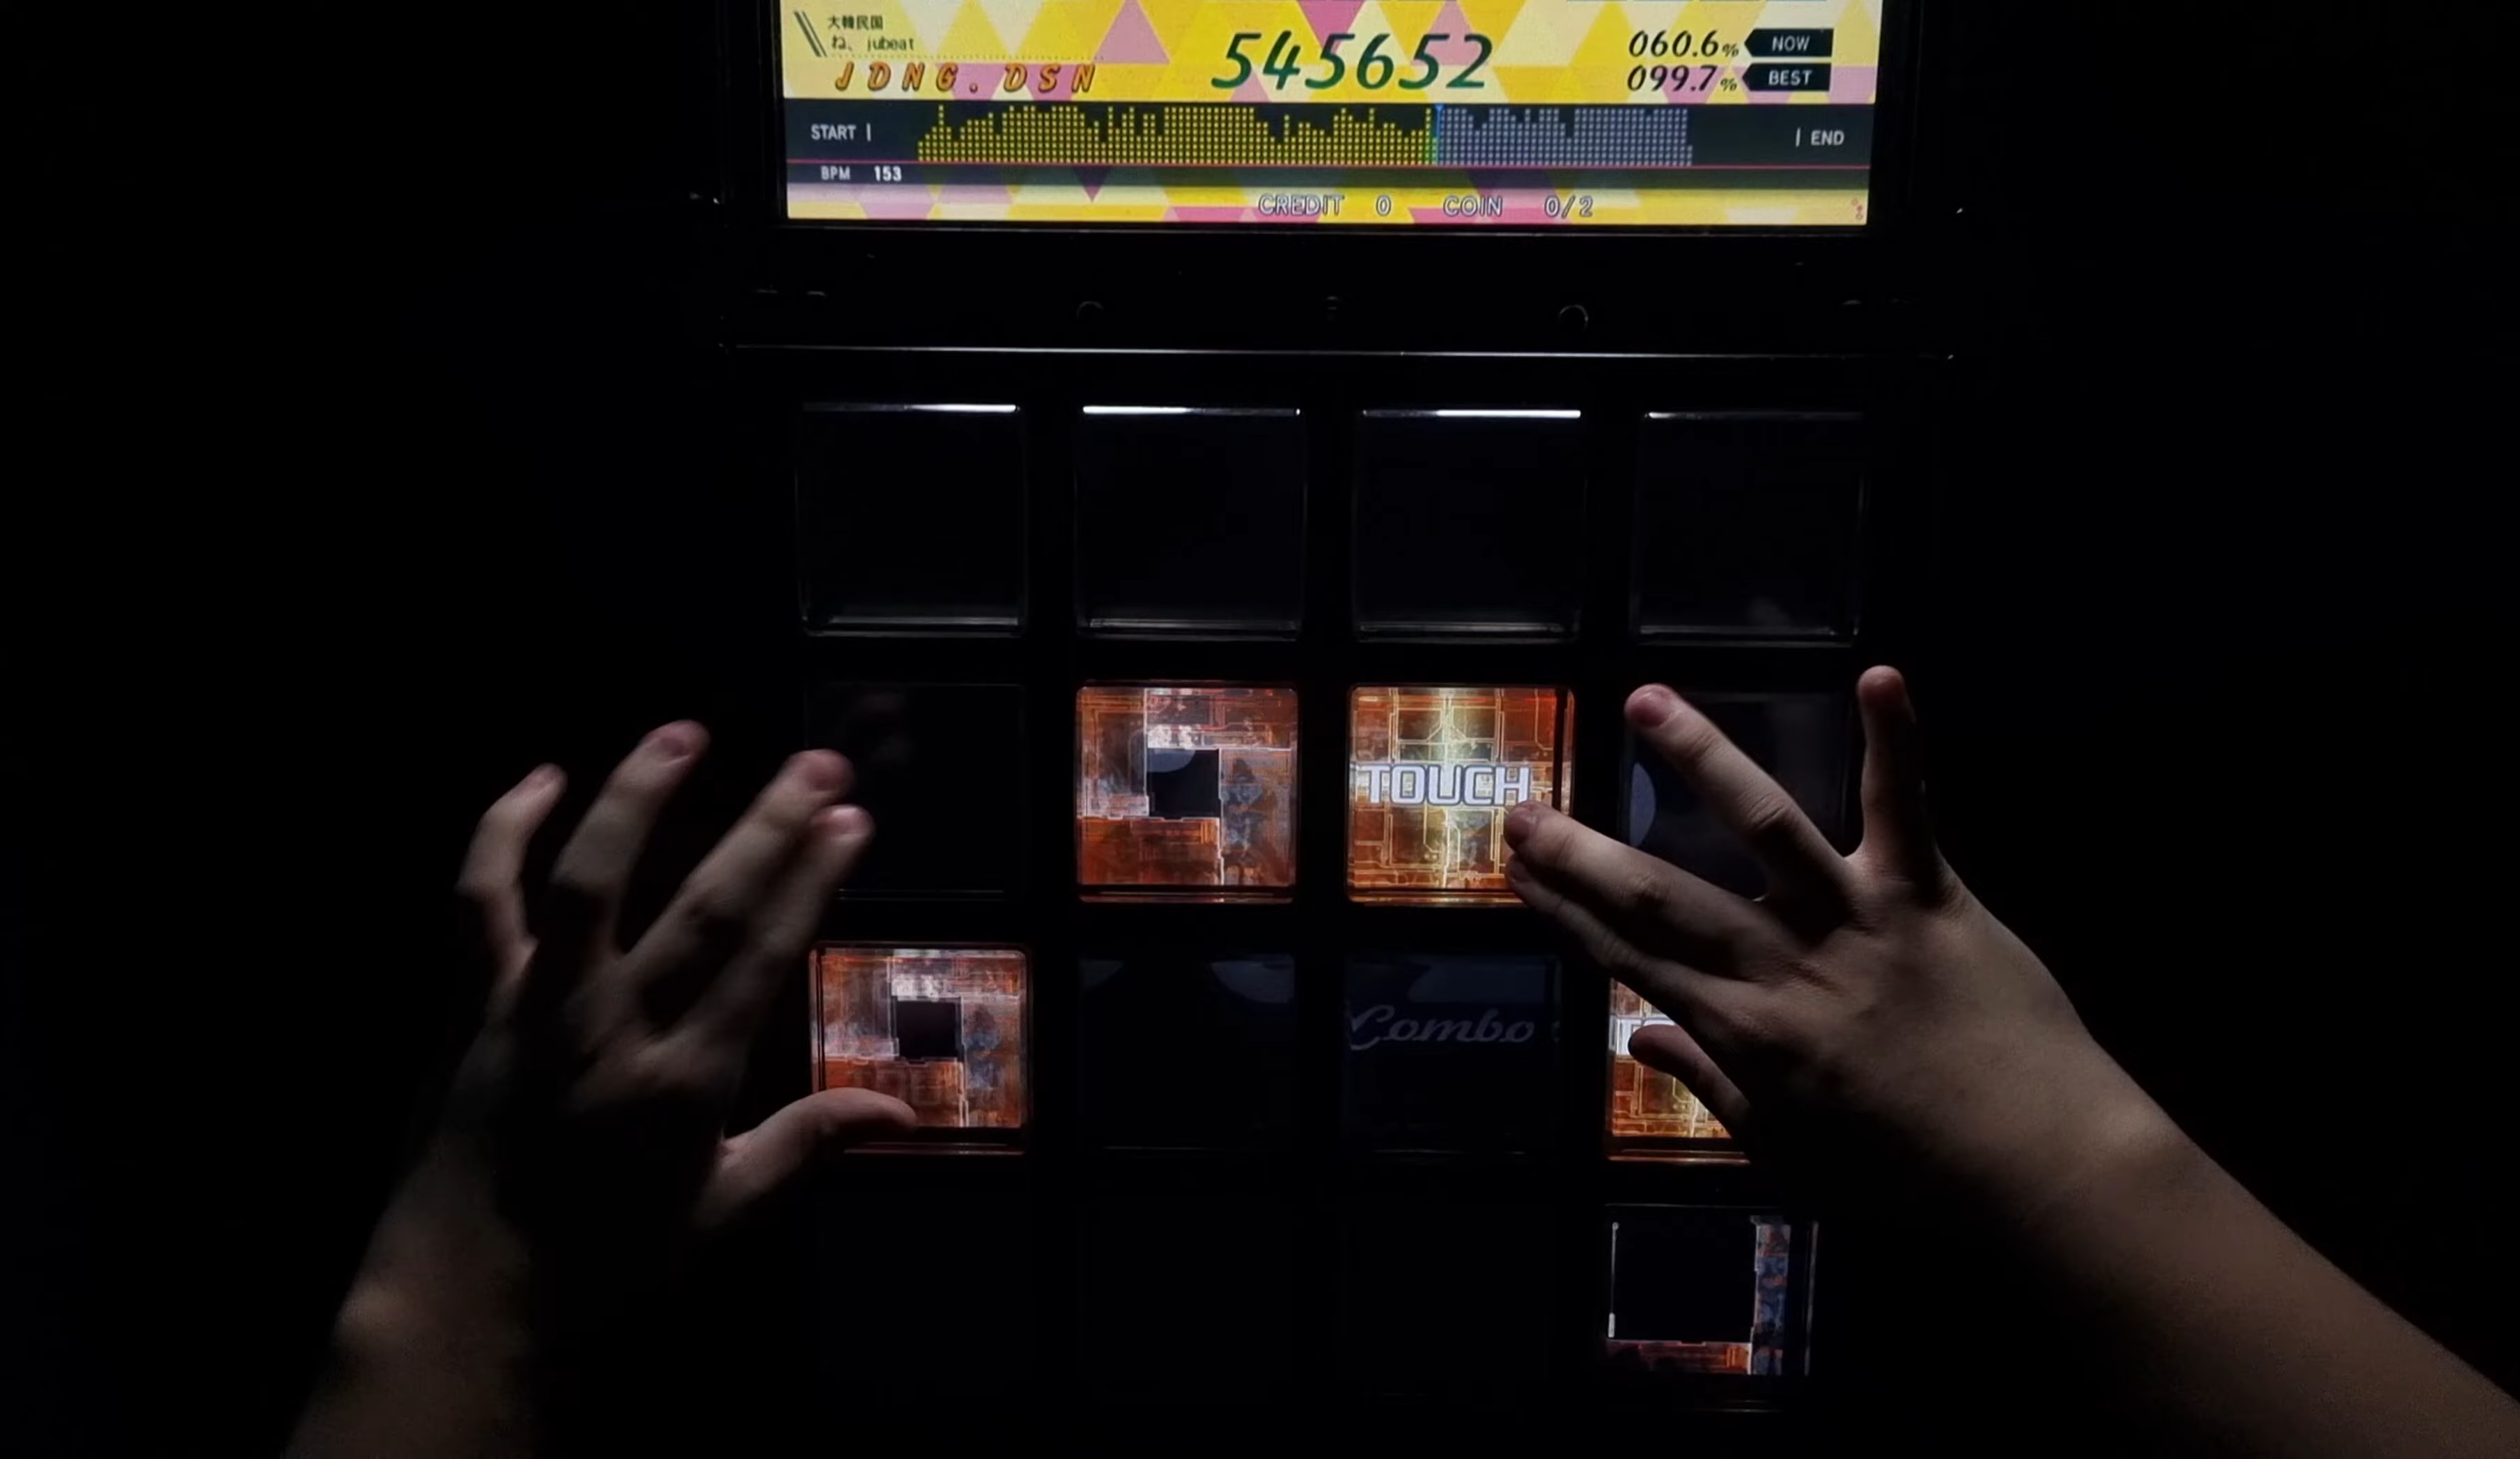 大韓民国
ね、jubeat
JDNG.DSN
545652
060.6% NOW
099.7% BEST
START | | END
BPM 153
CREDIT 0 COIN 0/2
TOUCH
Combo